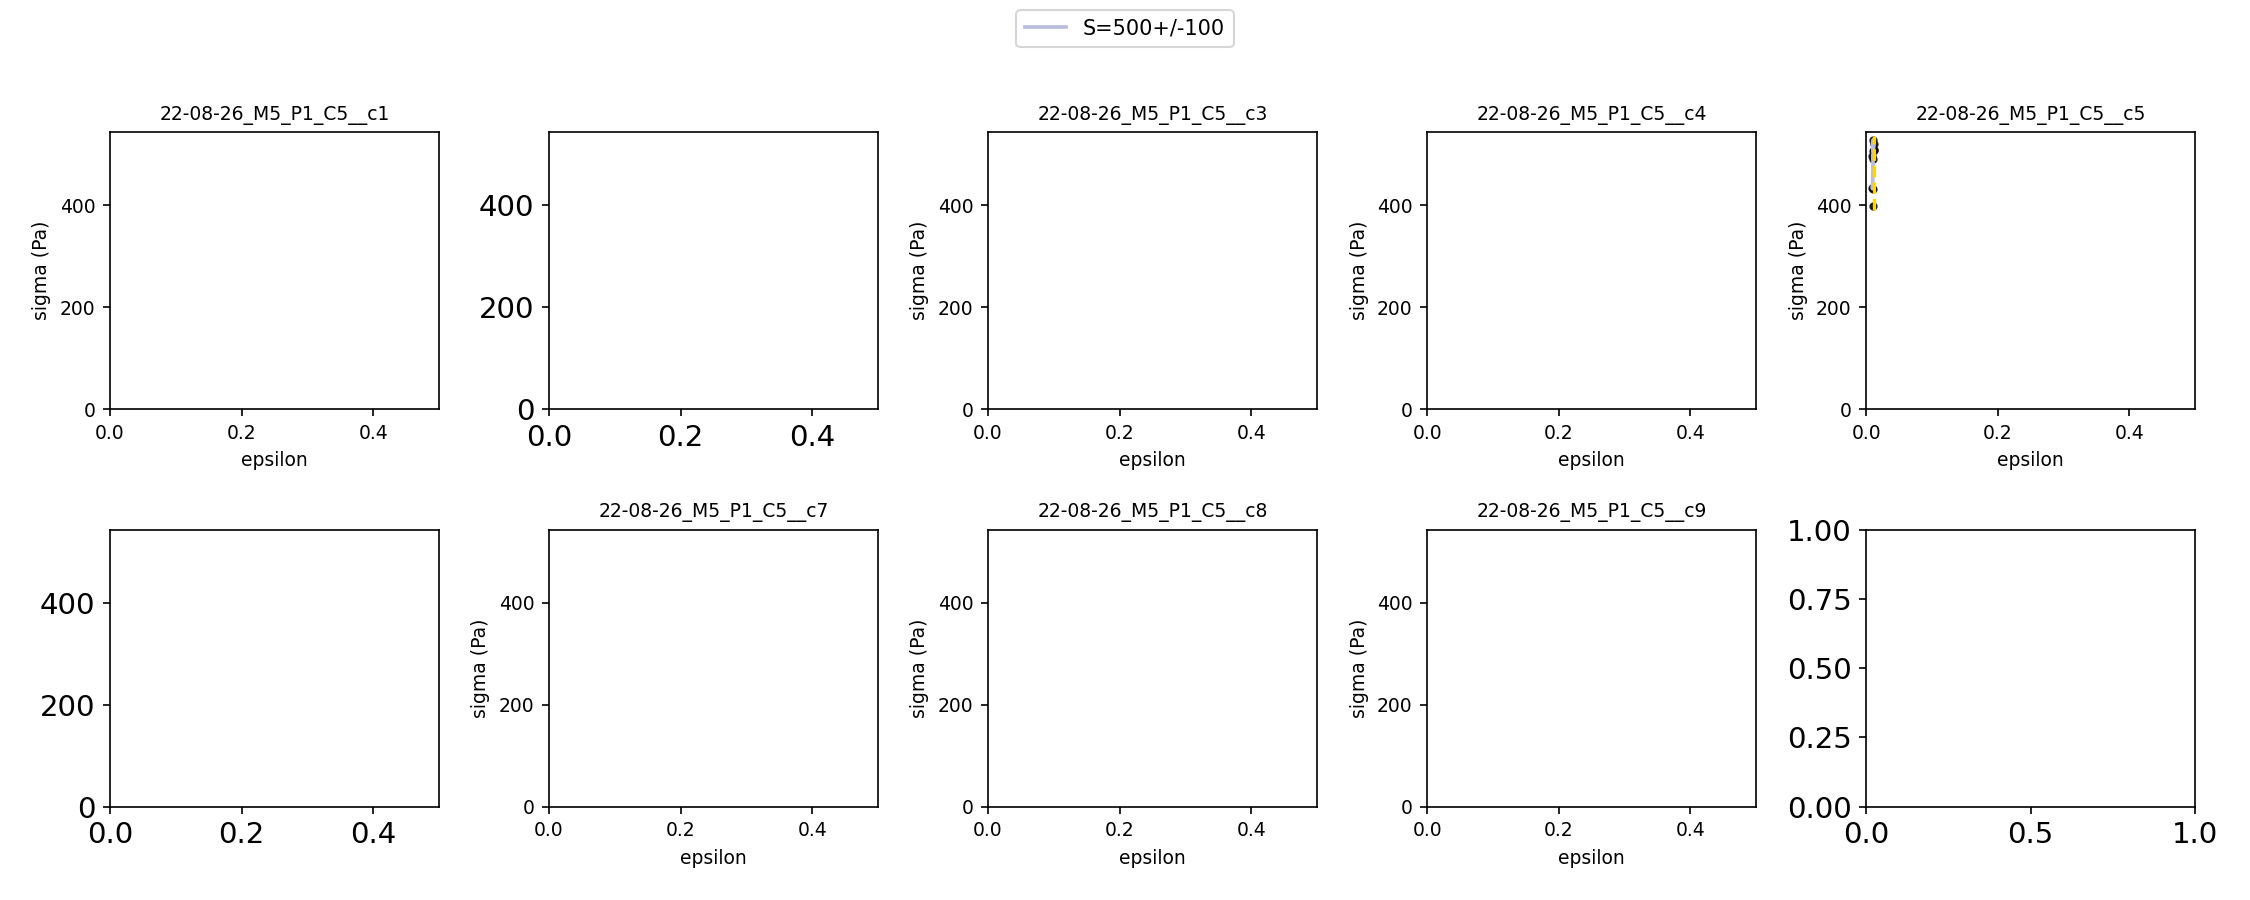 S=500+/-100
22-08-26_M5_P1_C5__c1
22-08-26_M5_P1_C5__c3
22-08-26_M5_P1_C5__c4
22-08-26_M5_P1_C5__c5
sigma (Pa)
400
200
0
0.0 0.2 0.4
epsilon
400
200
0
0.0 0.2 0.4
sigma (Pa)
400
200
0
0.0 0.2 0.4
epsilon
sigma (Pa)
400
200
0
0.0 0.2 0.4
epsilon
sigma (Pa)
400
200
0
0.0 0.2 0.4
epsilon
22-08-26_M5_P1_C5__c7
22-08-26_M5_P1_C5__c8
22-08-26_M5_P1_C5__c9
400
200
0
0.0 0.2 0.4
sigma (Pa)
400
200
0
0.0 0.2 0.4
epsilon
sigma (Pa)
400
200
0
0.0 0.2 0.4
epsilon
sigma (Pa)
400
200
0
0.0 0.2 0.4
epsilon
1.00
0.75
0.50
0.25
0.00
0.0 0.5 1.0